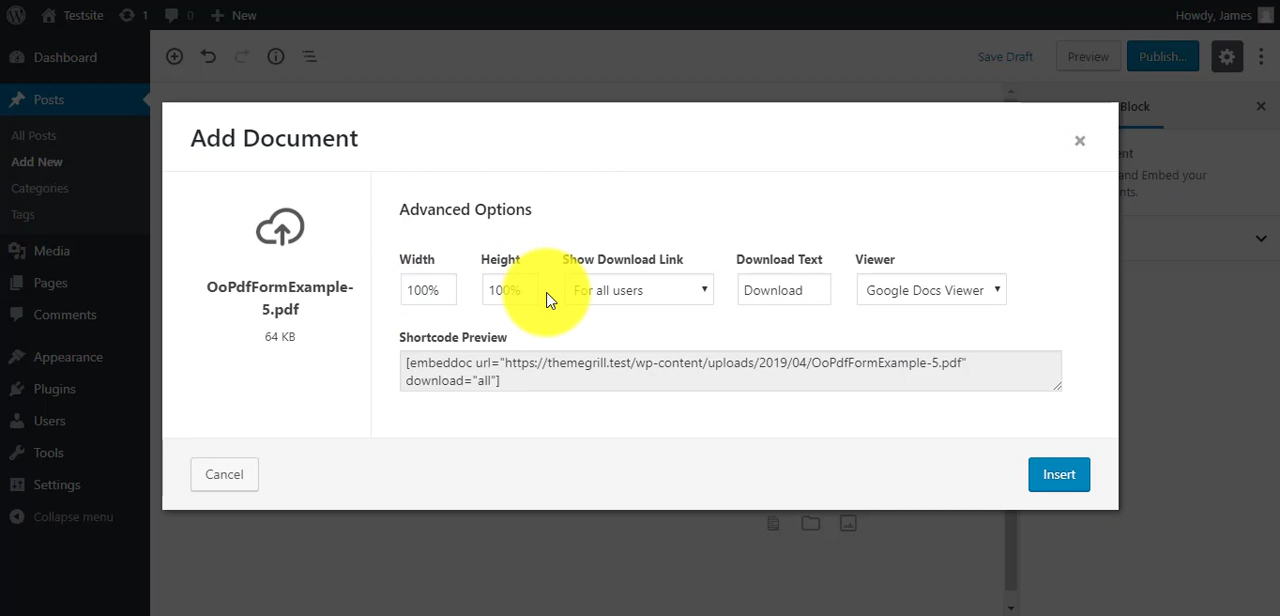 Testsite
1
0
New
Howdy, James
Dashboard
Posts
All Posts
Add New
Categories
Tags
Media
Pages
Comments
Appearance
Plugins
Users
Tools
Settings
Collapse menu
Save Draft
Preview
Publish...
Block
and Embed your
Add Document
OoPdfFormExample-
5.pdf
64 KB
Advanced Options
Width
Height
Show Download Link
Download Text
Viewer
100%
100%
For all users
Download
Google Docs Viewer
Shortcode Preview
[embeddoc url="https://themegrill.test/wp-content/uploads/2019/04/OoPdfFormExample-5.pdf"
download="all"]
Cancel
Insert